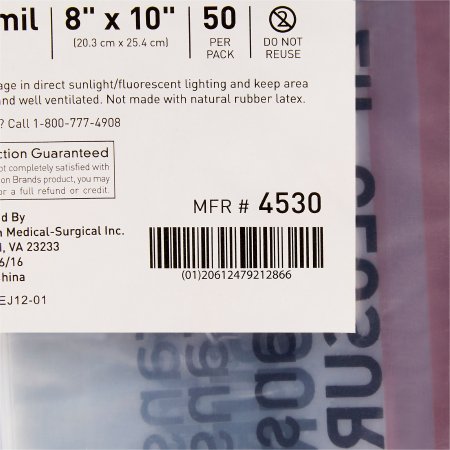 mil
8" x 10"
(20.3 cm x 25.4 cm)
50
PER
PACK
DO NOT
REUSE
age in direct sunlight/fluorescent lighting and keep area
and well ventilated. Not made with natural rubber latex.
? Call 1-800-777-4908
ction Guaranteed
ot completely satisfied with
on Brands product, you may
or a full refund or credit.
MFR # 4530
d By
n Medical-Surgical Inc.
, VA 23233
6/16
hina
EJ12-01
(01)20612479212866
CLOSUR